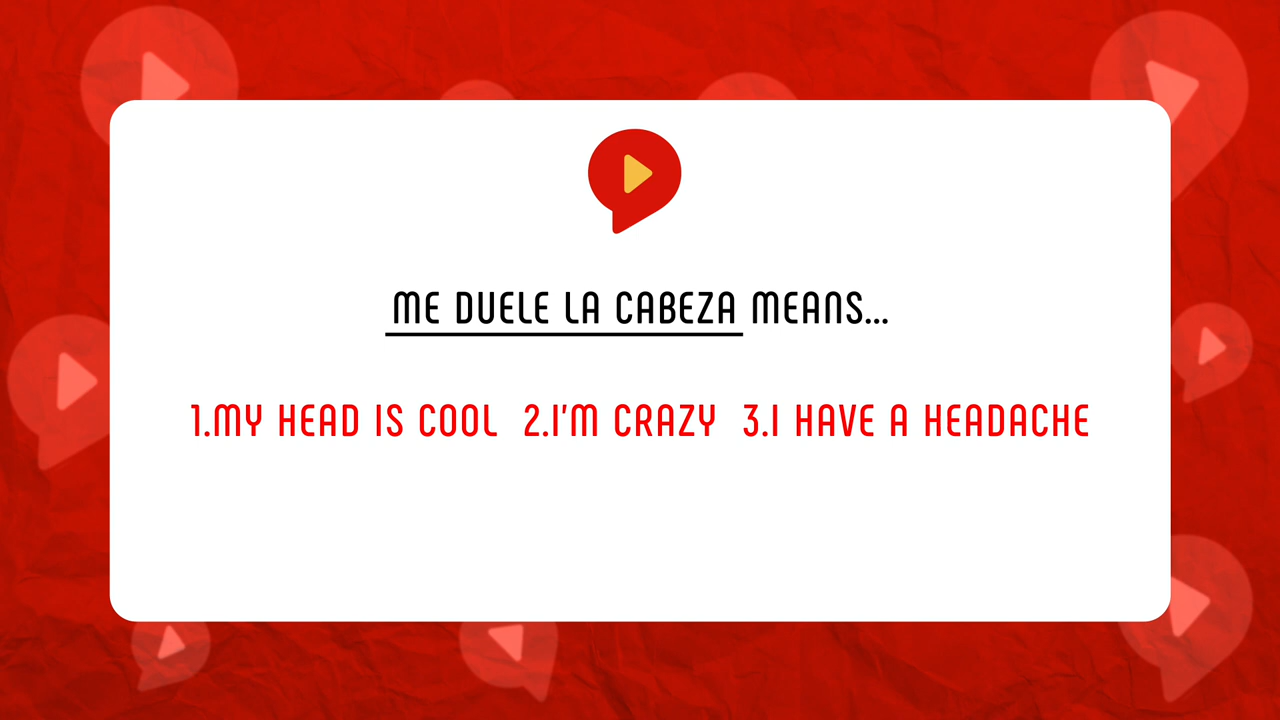 ME DUELE LA CABEZA MEANS...
1.MY HEAD IS COOL 2.I'M CRAZY 3.I HAVE A HEADACHE